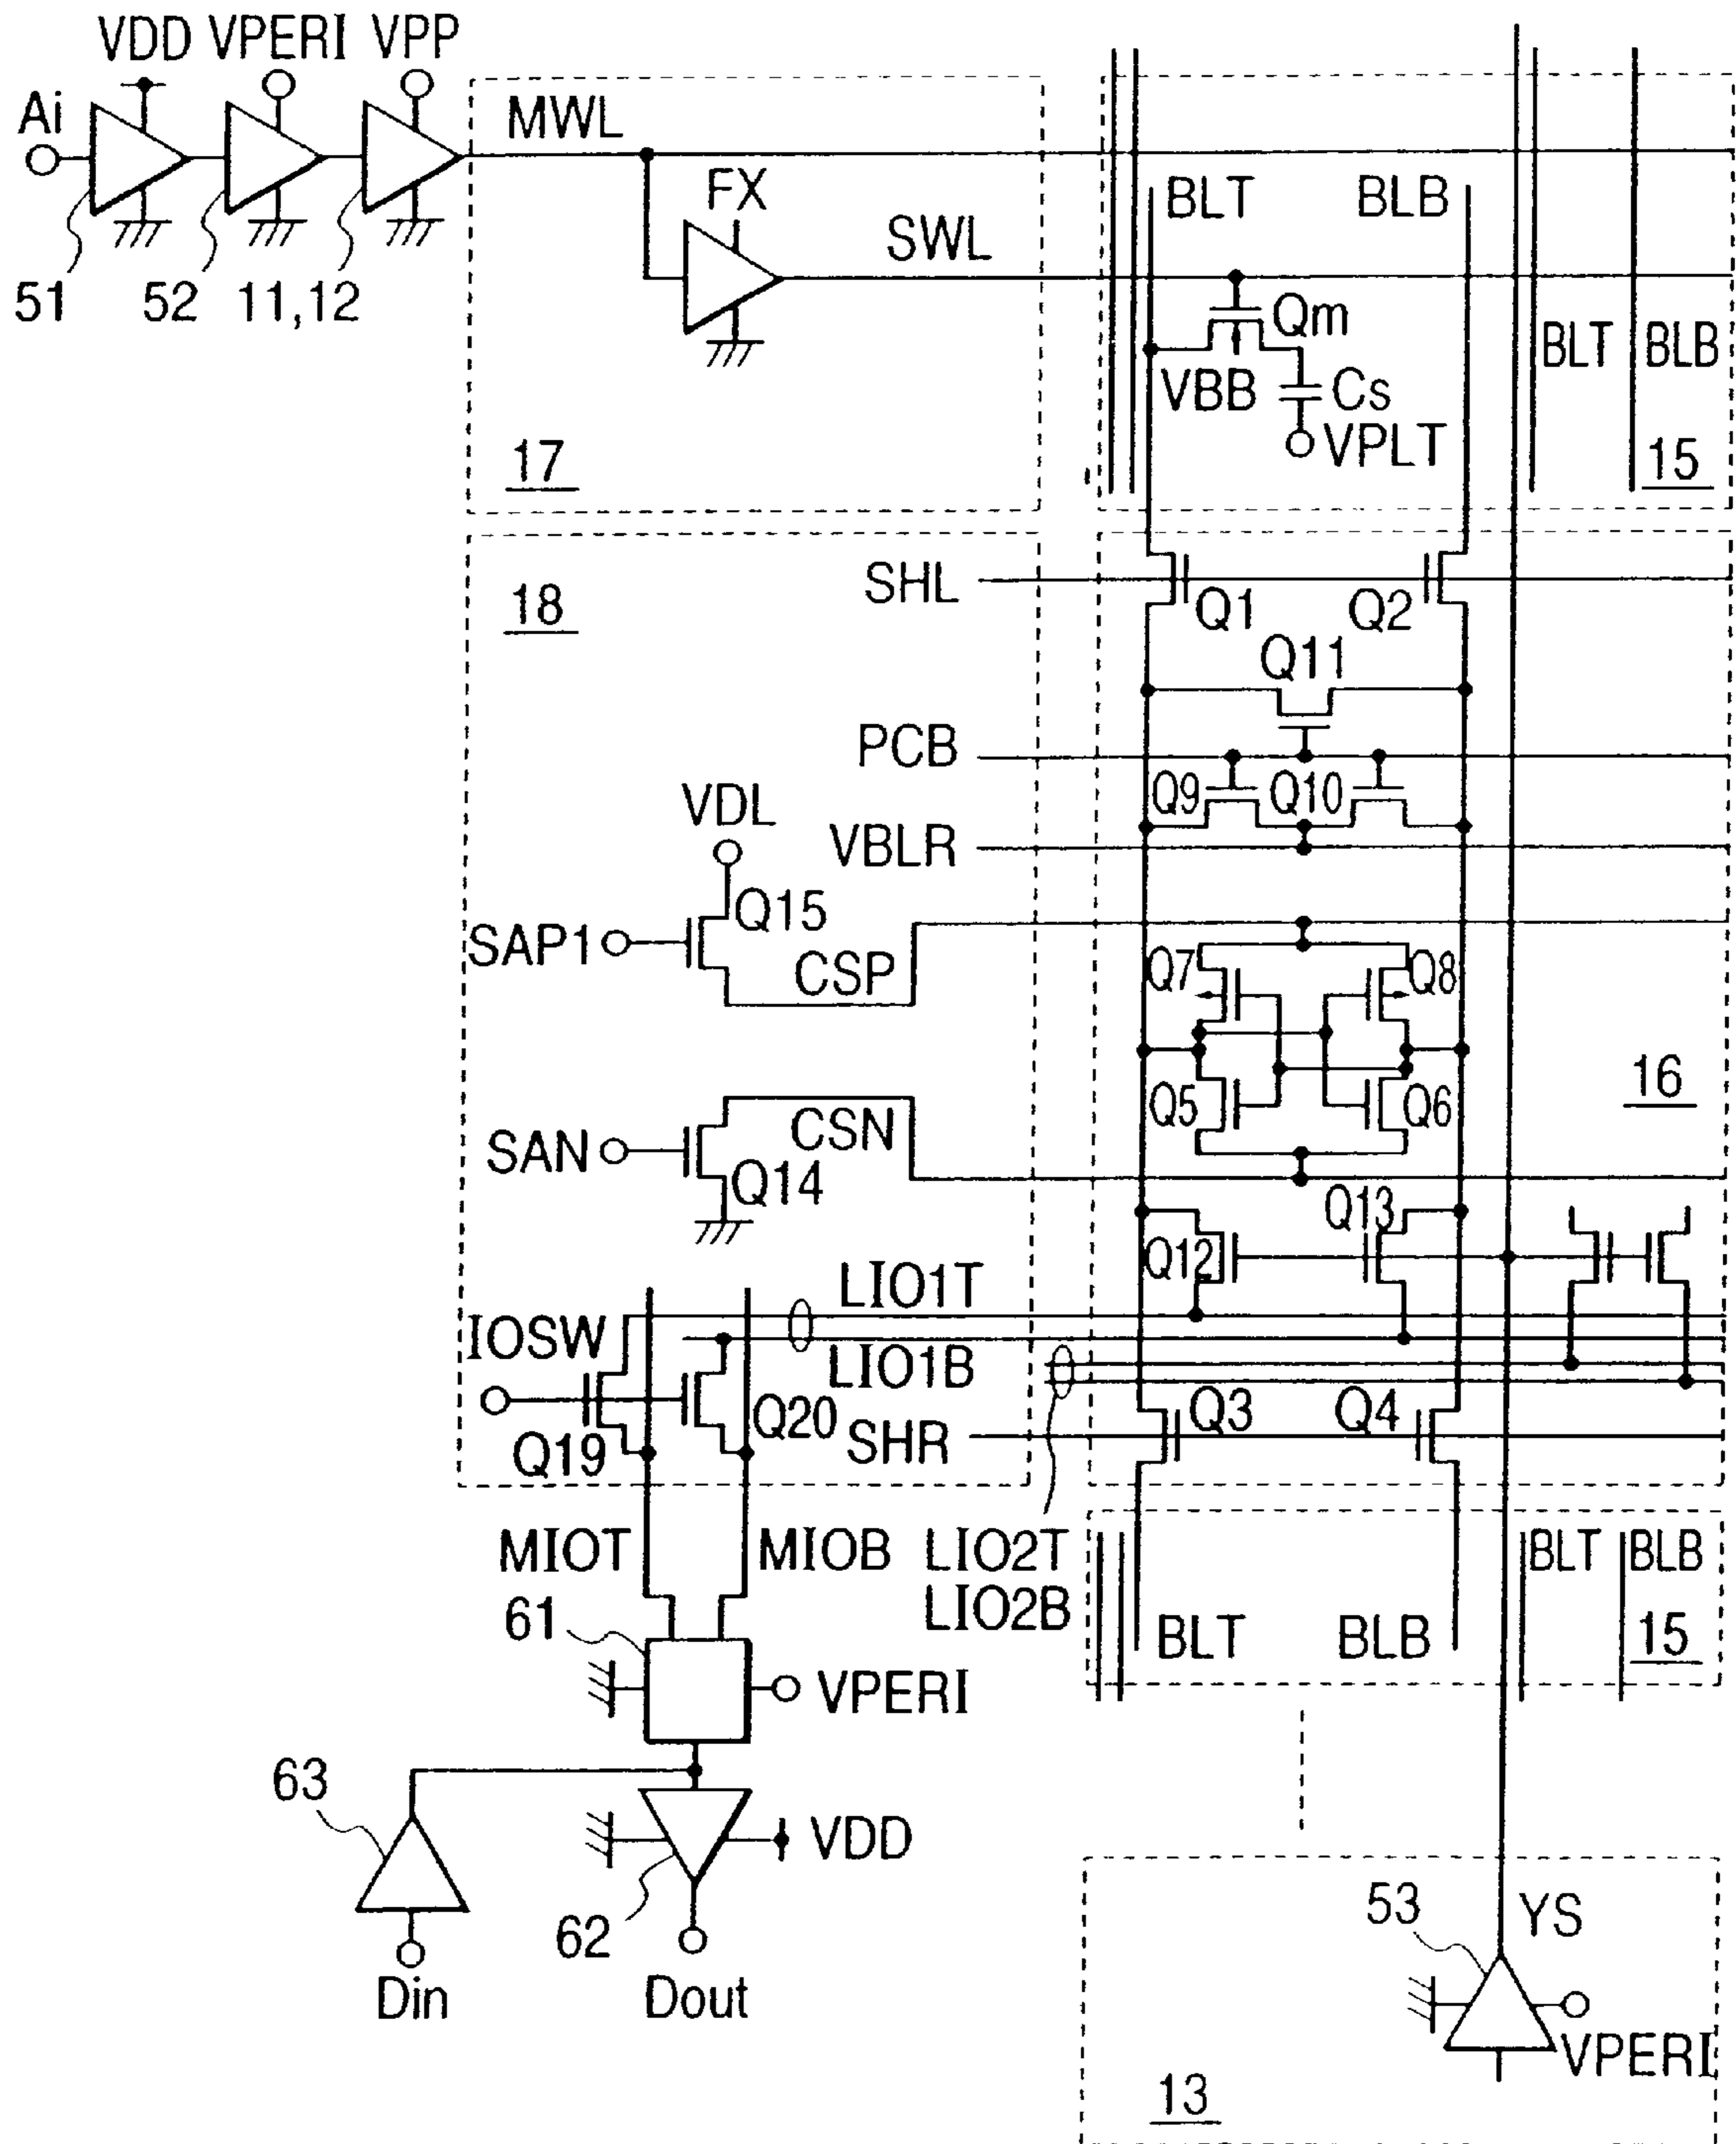 VDD VPERI VPP
Ai
MWL
FX
SWL
BLT BLB
51 52 11,12
Qm
BLT BLB
VBB Cs
VPLT
17
15
18
SHL
Q1 Q2
Q11
PCB
Q9 Q10
VDL
VBLR
Q15
SAP1
CSP
Q7 Q8
16
Q5 Q6
CSN
SAN
Q14
Q13
Q12
LIO1T
IOSW
LIO1B
Q20
Q3 Q4
Q19
SHR
MIOT MIOB
LIO2T
LIO2B
BLT BLB
61
BLT BLB
15
VPERI
63
VDD
62
53
YS
Din
Dout
VPERI
13